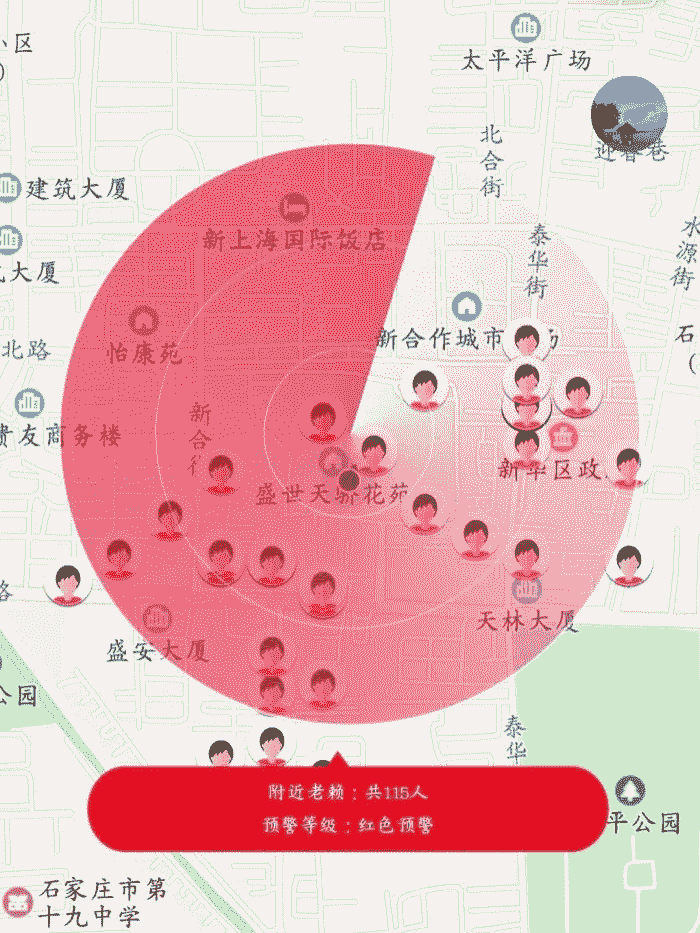 小区
)
太平洋广场
北合街
迎春巷
建筑大厦
新上海国际饭店
泰华街
水源街
大厦
新合作城市
场
石
(
北路
怡康苑
贵友商务楼
新合
新华区政
盛世天骄花苑
路
天林大厦
盛安大厦
公园
泰华
附近老赖：共115人
预警等级：红色预警
平公园
石家庄市第
十九中学